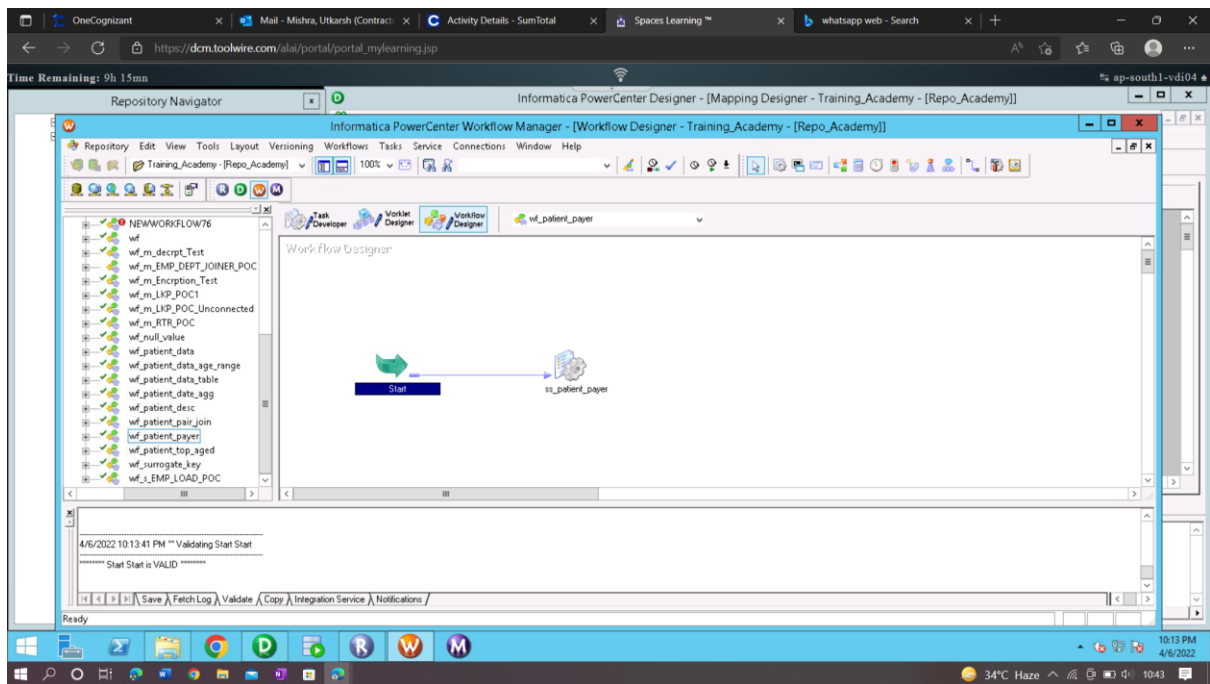 OneCognizant
Mail - Mishra, Utkarsh (Contracto
Activity Details - SumTotal
Spaces Learning ™
whatsapp web - Search
https://dcm.toolwire.com/alai/portal/portal_mylearning.jsp
Time Remaining: 9h 15mn
ap-south1-vdi04
Repository Navigator
Informatica PowerCenter Designer - [Mapping Designer - Training_Academy - [Repo_Academy]]
Informatica PowerCenter Workflow Manager - [Workflow Designer - Training_Academy - [Repo_Academy]]
Repository Edit View Tools Layout Versioning Workflows Tasks Service Connections Window Help
Training_Academy - [Repo_Academy]
100%
Task Developer
Worklet Designer
Workflow Designer
wf_patient_payer
NEWWORKFLOW76
wf
wf_m_decrpt_Test
wf_m_EMP_DEPT_JOINER_POC
wf_m_Encrption_Test
wf_m_LKP_POC1
wf_m_LKP_POC_Unconnected
wf_m_RTR_POC
wf_null_value
wf_patient_data
wf_patient_data_age_range
wf_patient_data_table
wf_patient_date_agg
wf_patient_desc
wf_patient_pair_join
wf_patient_payer
wf_patient_top_aged
wf_surrogate_key
wf_s_EMP_LOAD_POC
Workflow Designer
Start
ss_patient_payer
4/6/2022 10:13:41 PM ** Validating Start Start
******** Start Start is VALID ********
Save Fetch Log Validate Copy Integration Service Notifications
Ready
10:13 PM
4/6/2022
34°C Haze
10:43